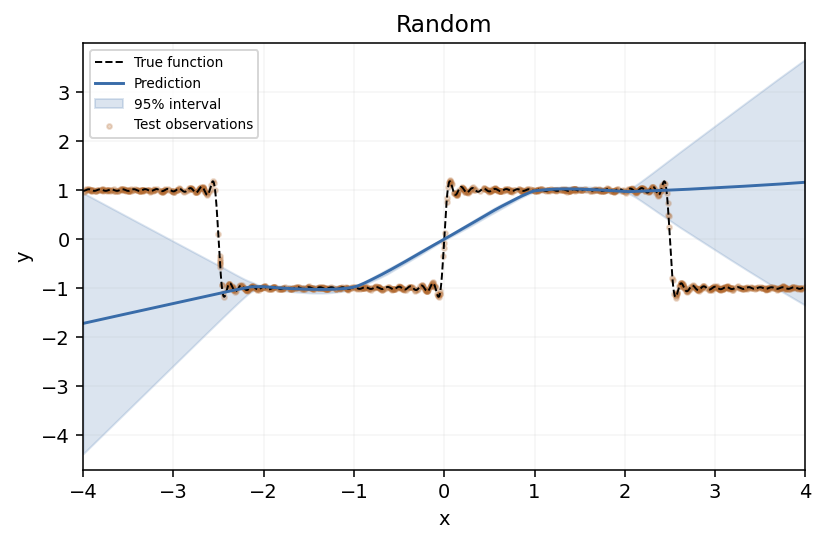 Random
True function
Prediction
95% interval
Test observations
3
2
1
0
−1
−2
−3
−4
y
−4 −3 −2 −1 0 1 2 3 4
x